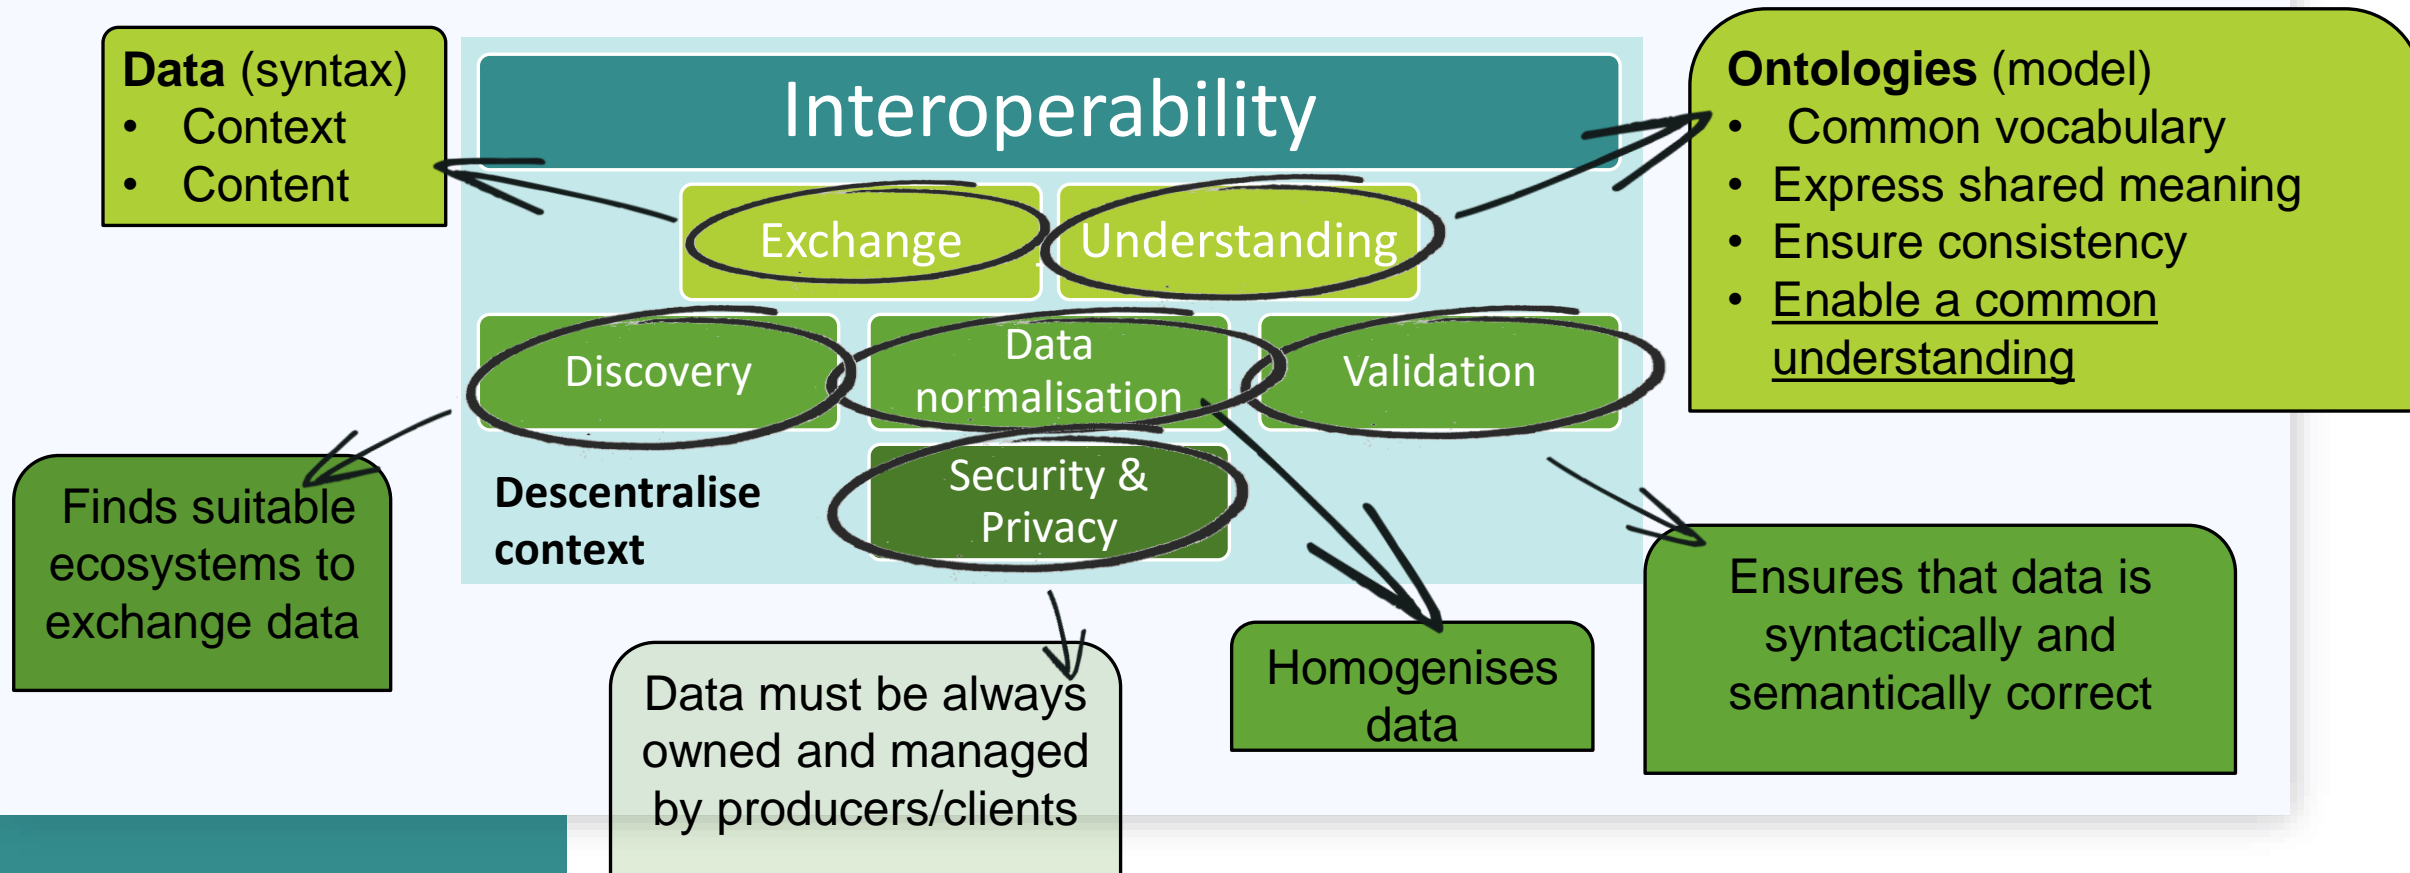 Data (syntax)
• Context
• Content
Interoperability
Exchange
Understanding
Ontologies (model)
• Common vocabulary
• Express shared meaning
• Ensure consistency
• Enable a common
understanding
Discovery
Data
normalisation
Validation
Descentralise
context
Security &
Privacy
Finds suitable
ecosystems to
exchange data
Data must be always
owned and managed
by producers/clients
Homogenises
data
Ensures that data is
syntactically and
semantically correct